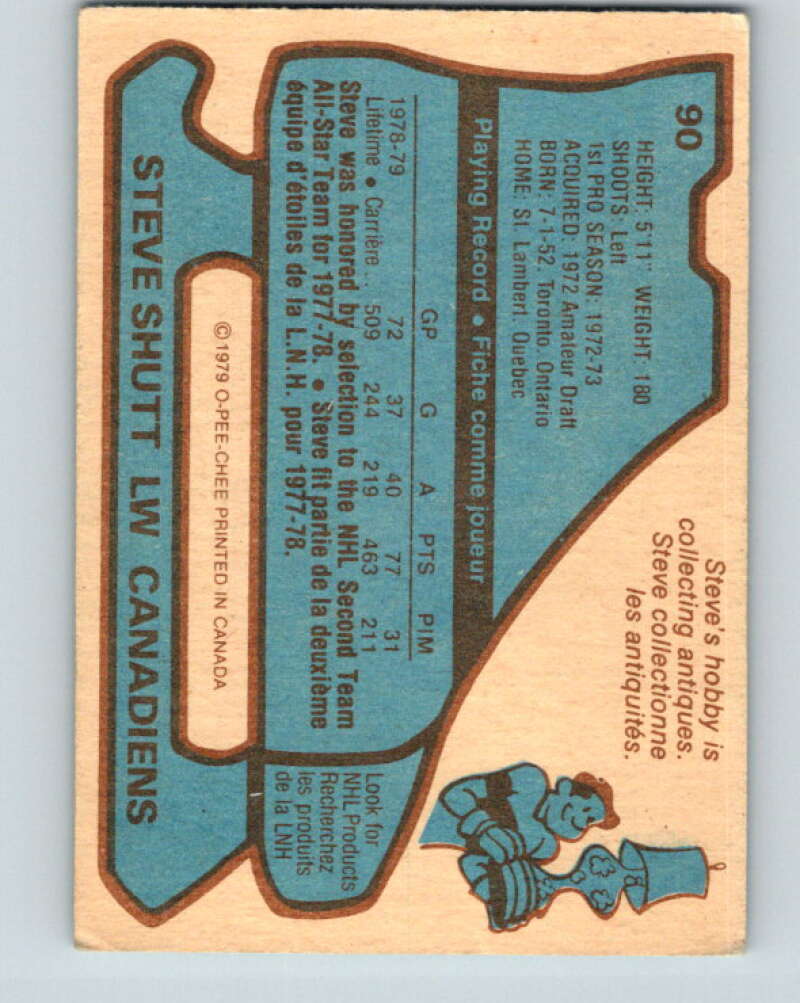 90
HEIGHT: 5'11" WEIGHT: 180
SHOOTS: Left
1st PRO SEASON: 1972-73
ACQUIRED: 1972 Amateur Draft
BORN: 7-1-52, Toronto, Ontario
HOME: St. Lambert, Quebec
Steve's hobby is
collecting antiques.
Steve collectionne
les antiquités.
Playing Record • Fiche comme joueur
GP G A PTS PIM
1978-79 72 37 40 77 31
Lifetime • Carrière .. 509 244 219 463 211
Steve was honored by selection to the NHL Second Team
All-Star Team for 1977-78. • Steve fit partie de la deuxième
équipe d'étoiles de la L.N.H. pour 1977-78.
Look for
NHL Products
Recherchez
les produits
de la LNH
© 1979 O-PEE-CHEE PRINTED IN CANADA
STEVE SHUTT LW CANADIENS